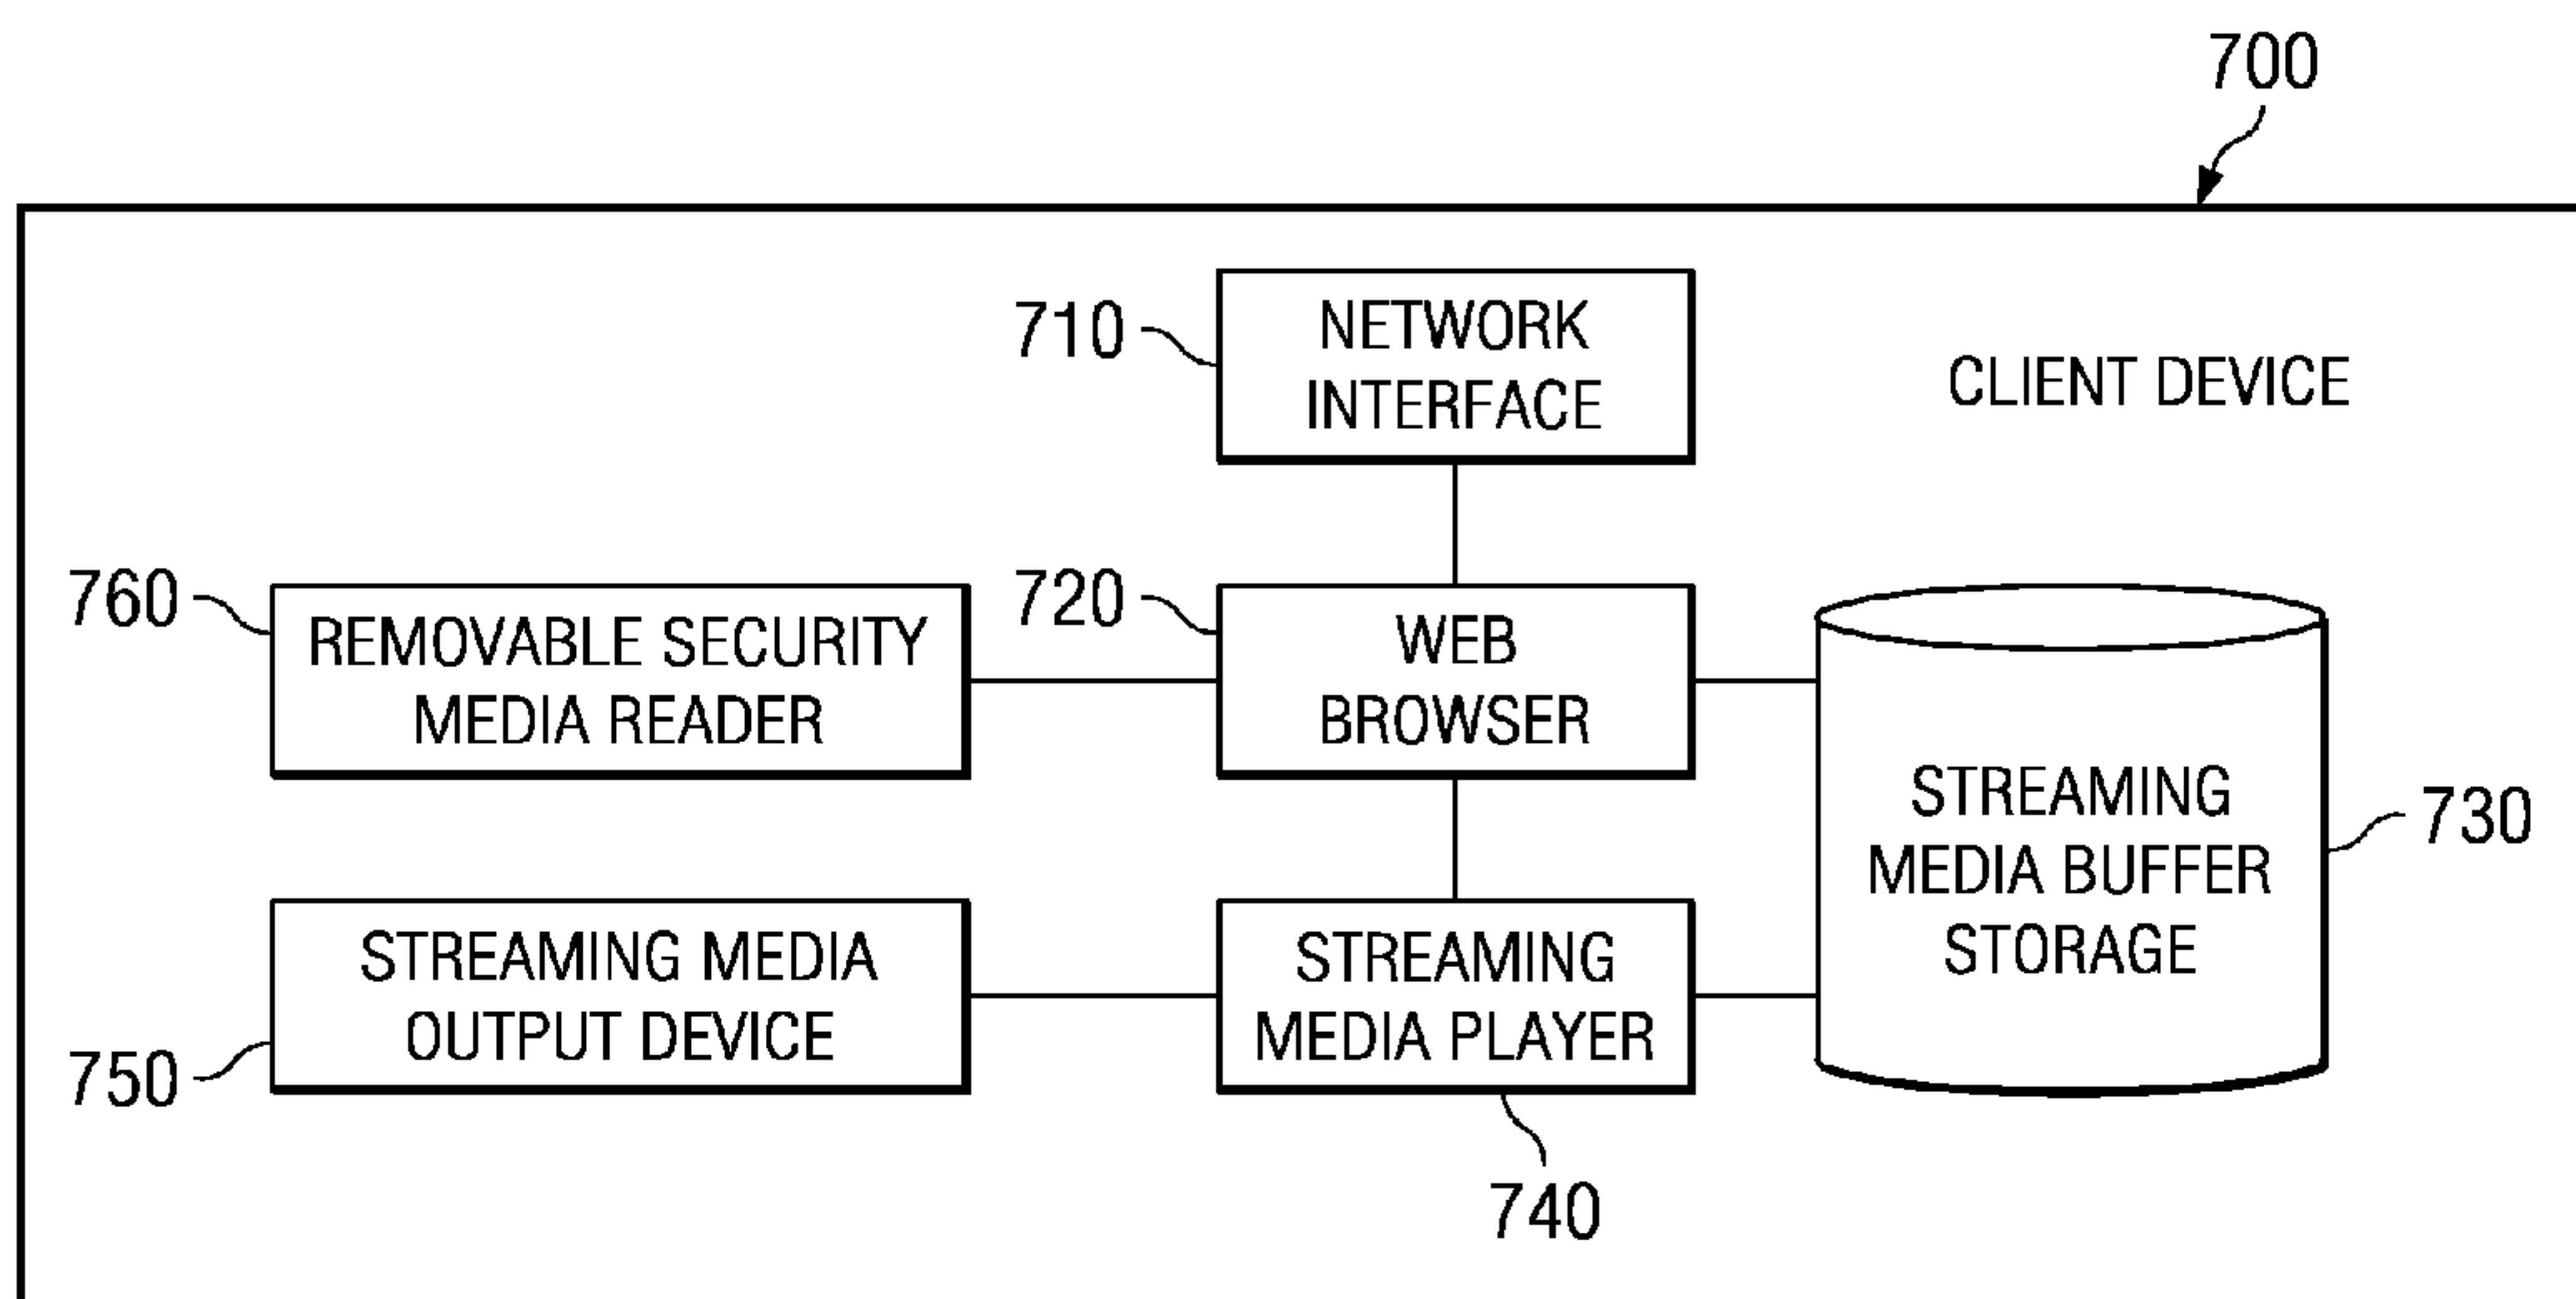 700
710
NETWORK
INTERFACE
CLIENT DEVICE
760
REMOVABLE SECURITY
MEDIA READER
720
WEB
BROWSER
STREAMING
MEDIA BUFFER
STORAGE
730
750
STREAMING MEDIA
OUTPUT DEVICE
STREAMING
MEDIA PLAYER
740